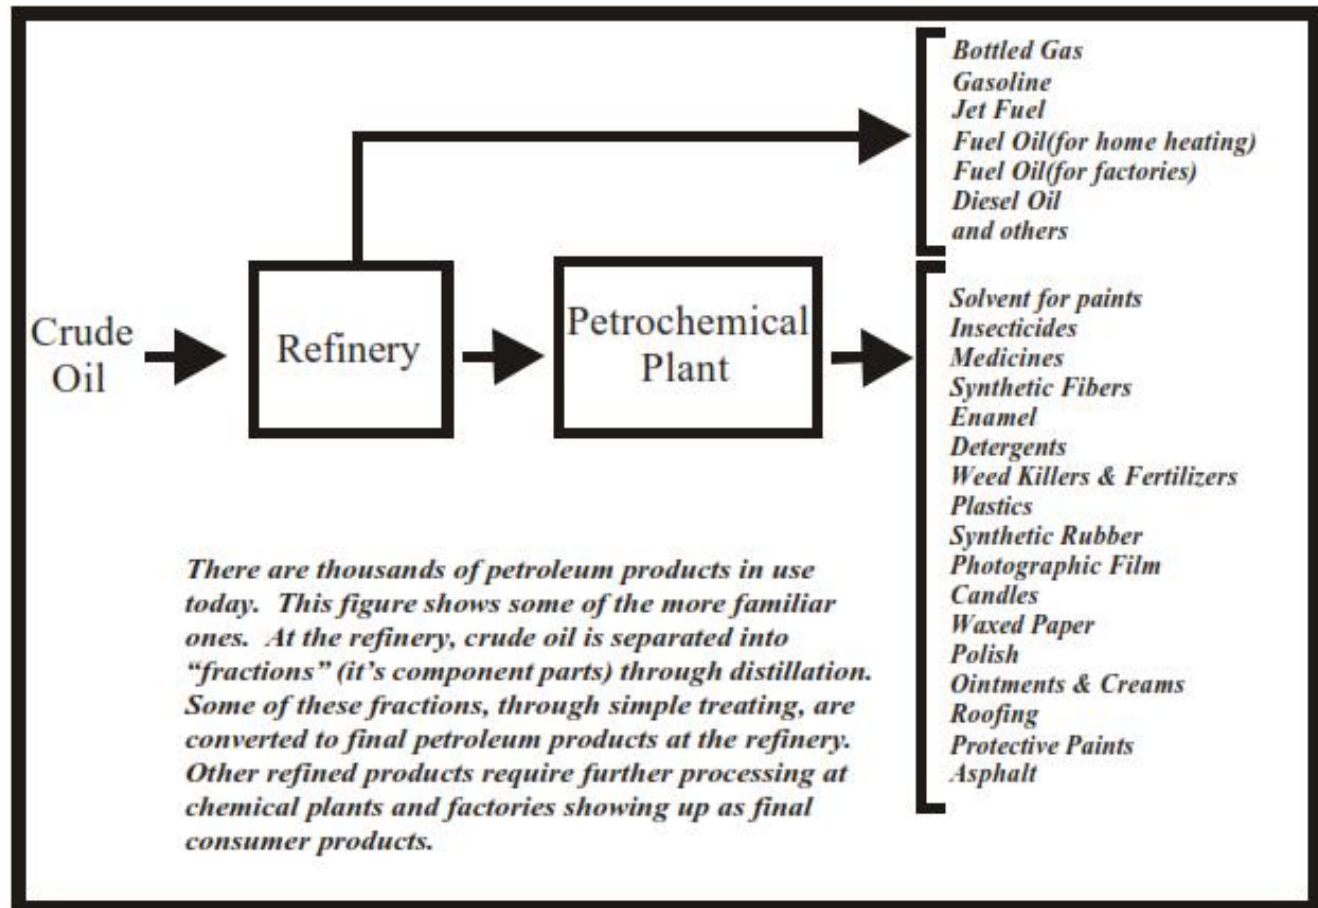 Crude
Oil
Refinery
Petrochemical
Plant
Bottled Gas
Gasoline
Jet Fuel
Fuel Oil(for home heating)
Fuel Oil(for factories)
Diesel Oil
and others
Solvent for paints
Insecticides
Medicines
Synthetic Fibers
Enamel
Detergents
Weed Killers & Fertilizers
Plastics
Synthetic Rubber
Photographic Film
Candles
Waxed Paper
Polish
Ointments & Creams
Roofing
Protective Paints
Asphalt
There are thousands of petroleum products in use
today. This figure shows some of the more familiar
ones. At the refinery, crude oil is separated into
“fractions” (it’s component parts) through distillation.
Some of these fractions, through simple treating, are
converted to final petroleum products at the refinery.
Other refined products require further processing at
chemical plants and factories showing up as final
consumer products.